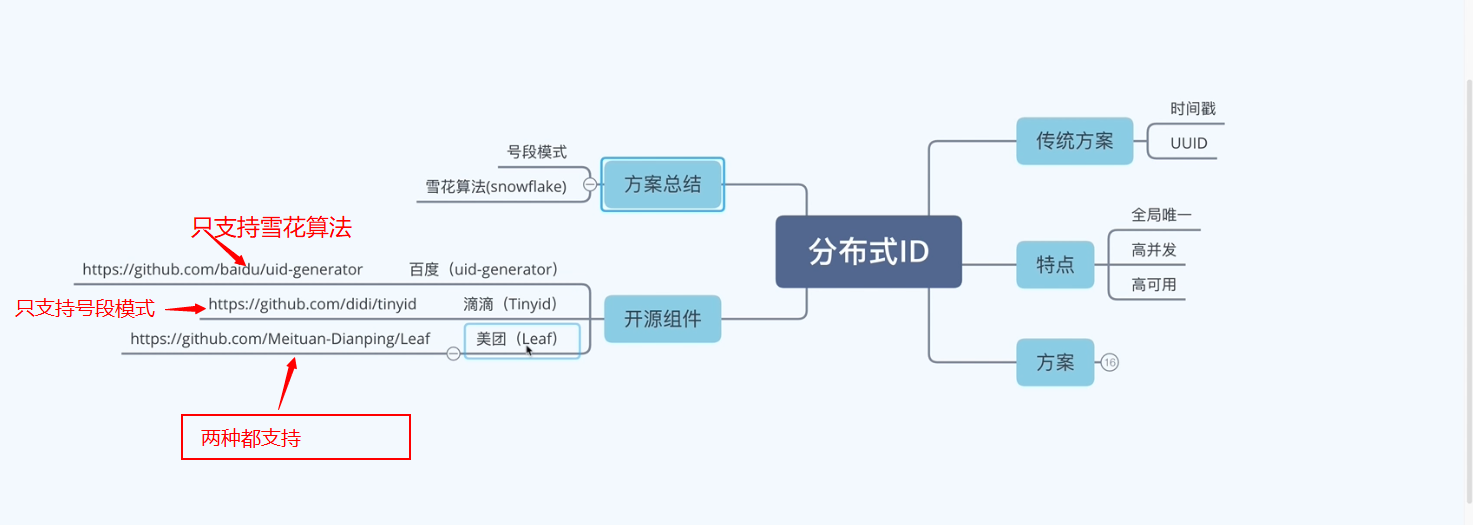 分布式ID
传统方案
时间戳
UUID
特点
全局唯一
高并发
高可用
方案
16
方案总结
号段模式
雪花算法(snowflake)
开源组件
百度（uid-generator）
https://github.com/baidu/uid-generator
只支持雪花算法
滴滴（Tinyid）
https://github.com/didi/tinyid
只支持号段模式
美团（Leaf）
https://github.com/Meituan-Dianping/Leaf
两种都支持